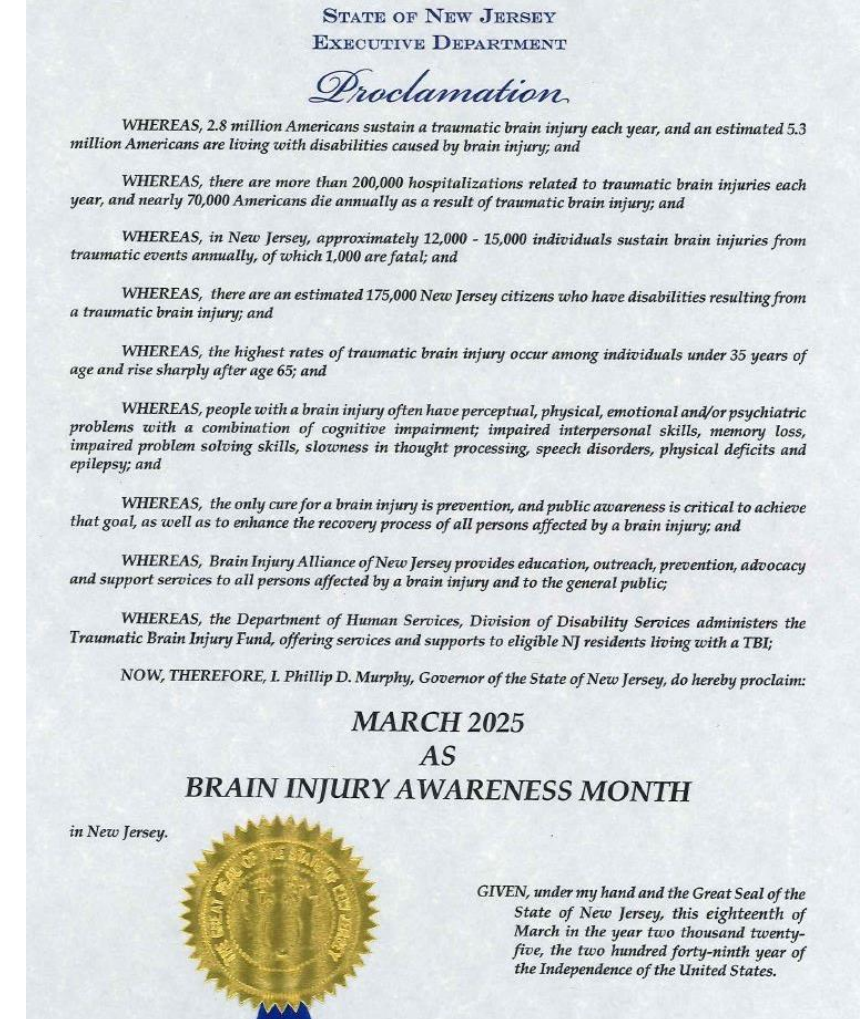 STATE OF NEW JERSEY
EXECUTIVE DEPARTMENT
Proclamation
WHEREAS, 2.8 million Americans sustain a traumatic brain injury each year, and an estimated 5.3
million Americans are living with disabilities caused by brain injury; and
WHEREAS, there are more than 200,000 hospitalizations related to traumatic brain injuries each
year, and nearly 70,000 Americans die annually as a result of traumatic brain injury; and
WHEREAS, in New Jersey, approximately 12,000 - 15,000 individuals sustain brain injuries from
traumatic events annually, of which 1,000 are fatal; and
WHEREAS, there are an estimated 175,000 New Jersey citizens who have disabilities resulting from
a traumatic brain injury; and
WHEREAS, the highest rates of traumatic brain injury occur among individuals under 35 years of
age and rise sharply after age 65; and
WHEREAS, people with a brain injury often have perceptual, physical, emotional and/or psychiatric
problems with a combination of cognitive impairment; impaired interpersonal skills, memory loss,
impaired problem solving skills, slowness in thought processing, speech disorders, physical deficits and
epilepsy; and
WHEREAS, the only cure for a brain injury is prevention, and public awareness is critical to achieve
that goal, as well as to enhance the recovery process of all persons affected by a brain injury; and
WHEREAS, Brain Injury Alliance of New Jersey provides education, outreach, prevention, advocacy
and support services to all persons affected by a brain injury and to the general public;
WHEREAS, the Department of Human Services, Division of Disability Services administers the
Traumatic Brain Injury Fund, offering services and supports to eligible NJ residents living with a TBI;
NOW, THEREFORE, I, Phillip D. Murphy, Governor of the State of New Jersey, do hereby proclaim:
MARCH 2025
AS
BRAIN INJURY AWARENESS MONTH
in New Jersey.
THE GREAT SEAL OF THE STATE OF NEW JERSEY
GIVEN, under my hand and the Great Seal of the
State of New Jersey, this eighteenth of
March in the year two thousand twenty-
five, the two hundred forty-ninth year of
the Independence of the United States.